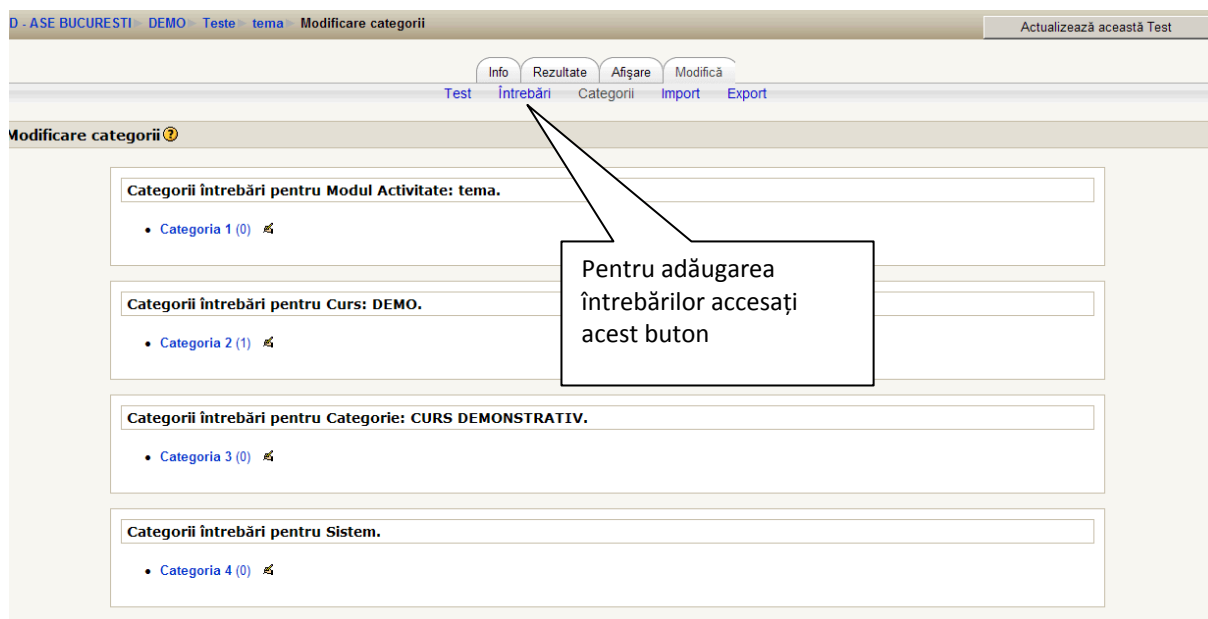 D - ASE BUCURESTI► DEMO► Teste► tema► Modificare categorii
Actualizează această Test
Info Rezultate Afişare Modifică
Test Întrebări Categorii Import Export
Modificare categorii
Categorii întrebări pentru Modul Activitate: tema.
• Categoria 1 (0)
Pentru adăugarea
întrebărilor accesați
acest buton
Categorii întrebări pentru Curs: DEMO.
• Categoria 2 (1)
Categorii întrebări pentru Categorie: CURS DEMONSTRATIV.
• Categoria 3 (0)
Categorii întrebări pentru Sistem.
• Categoria 4 (0)